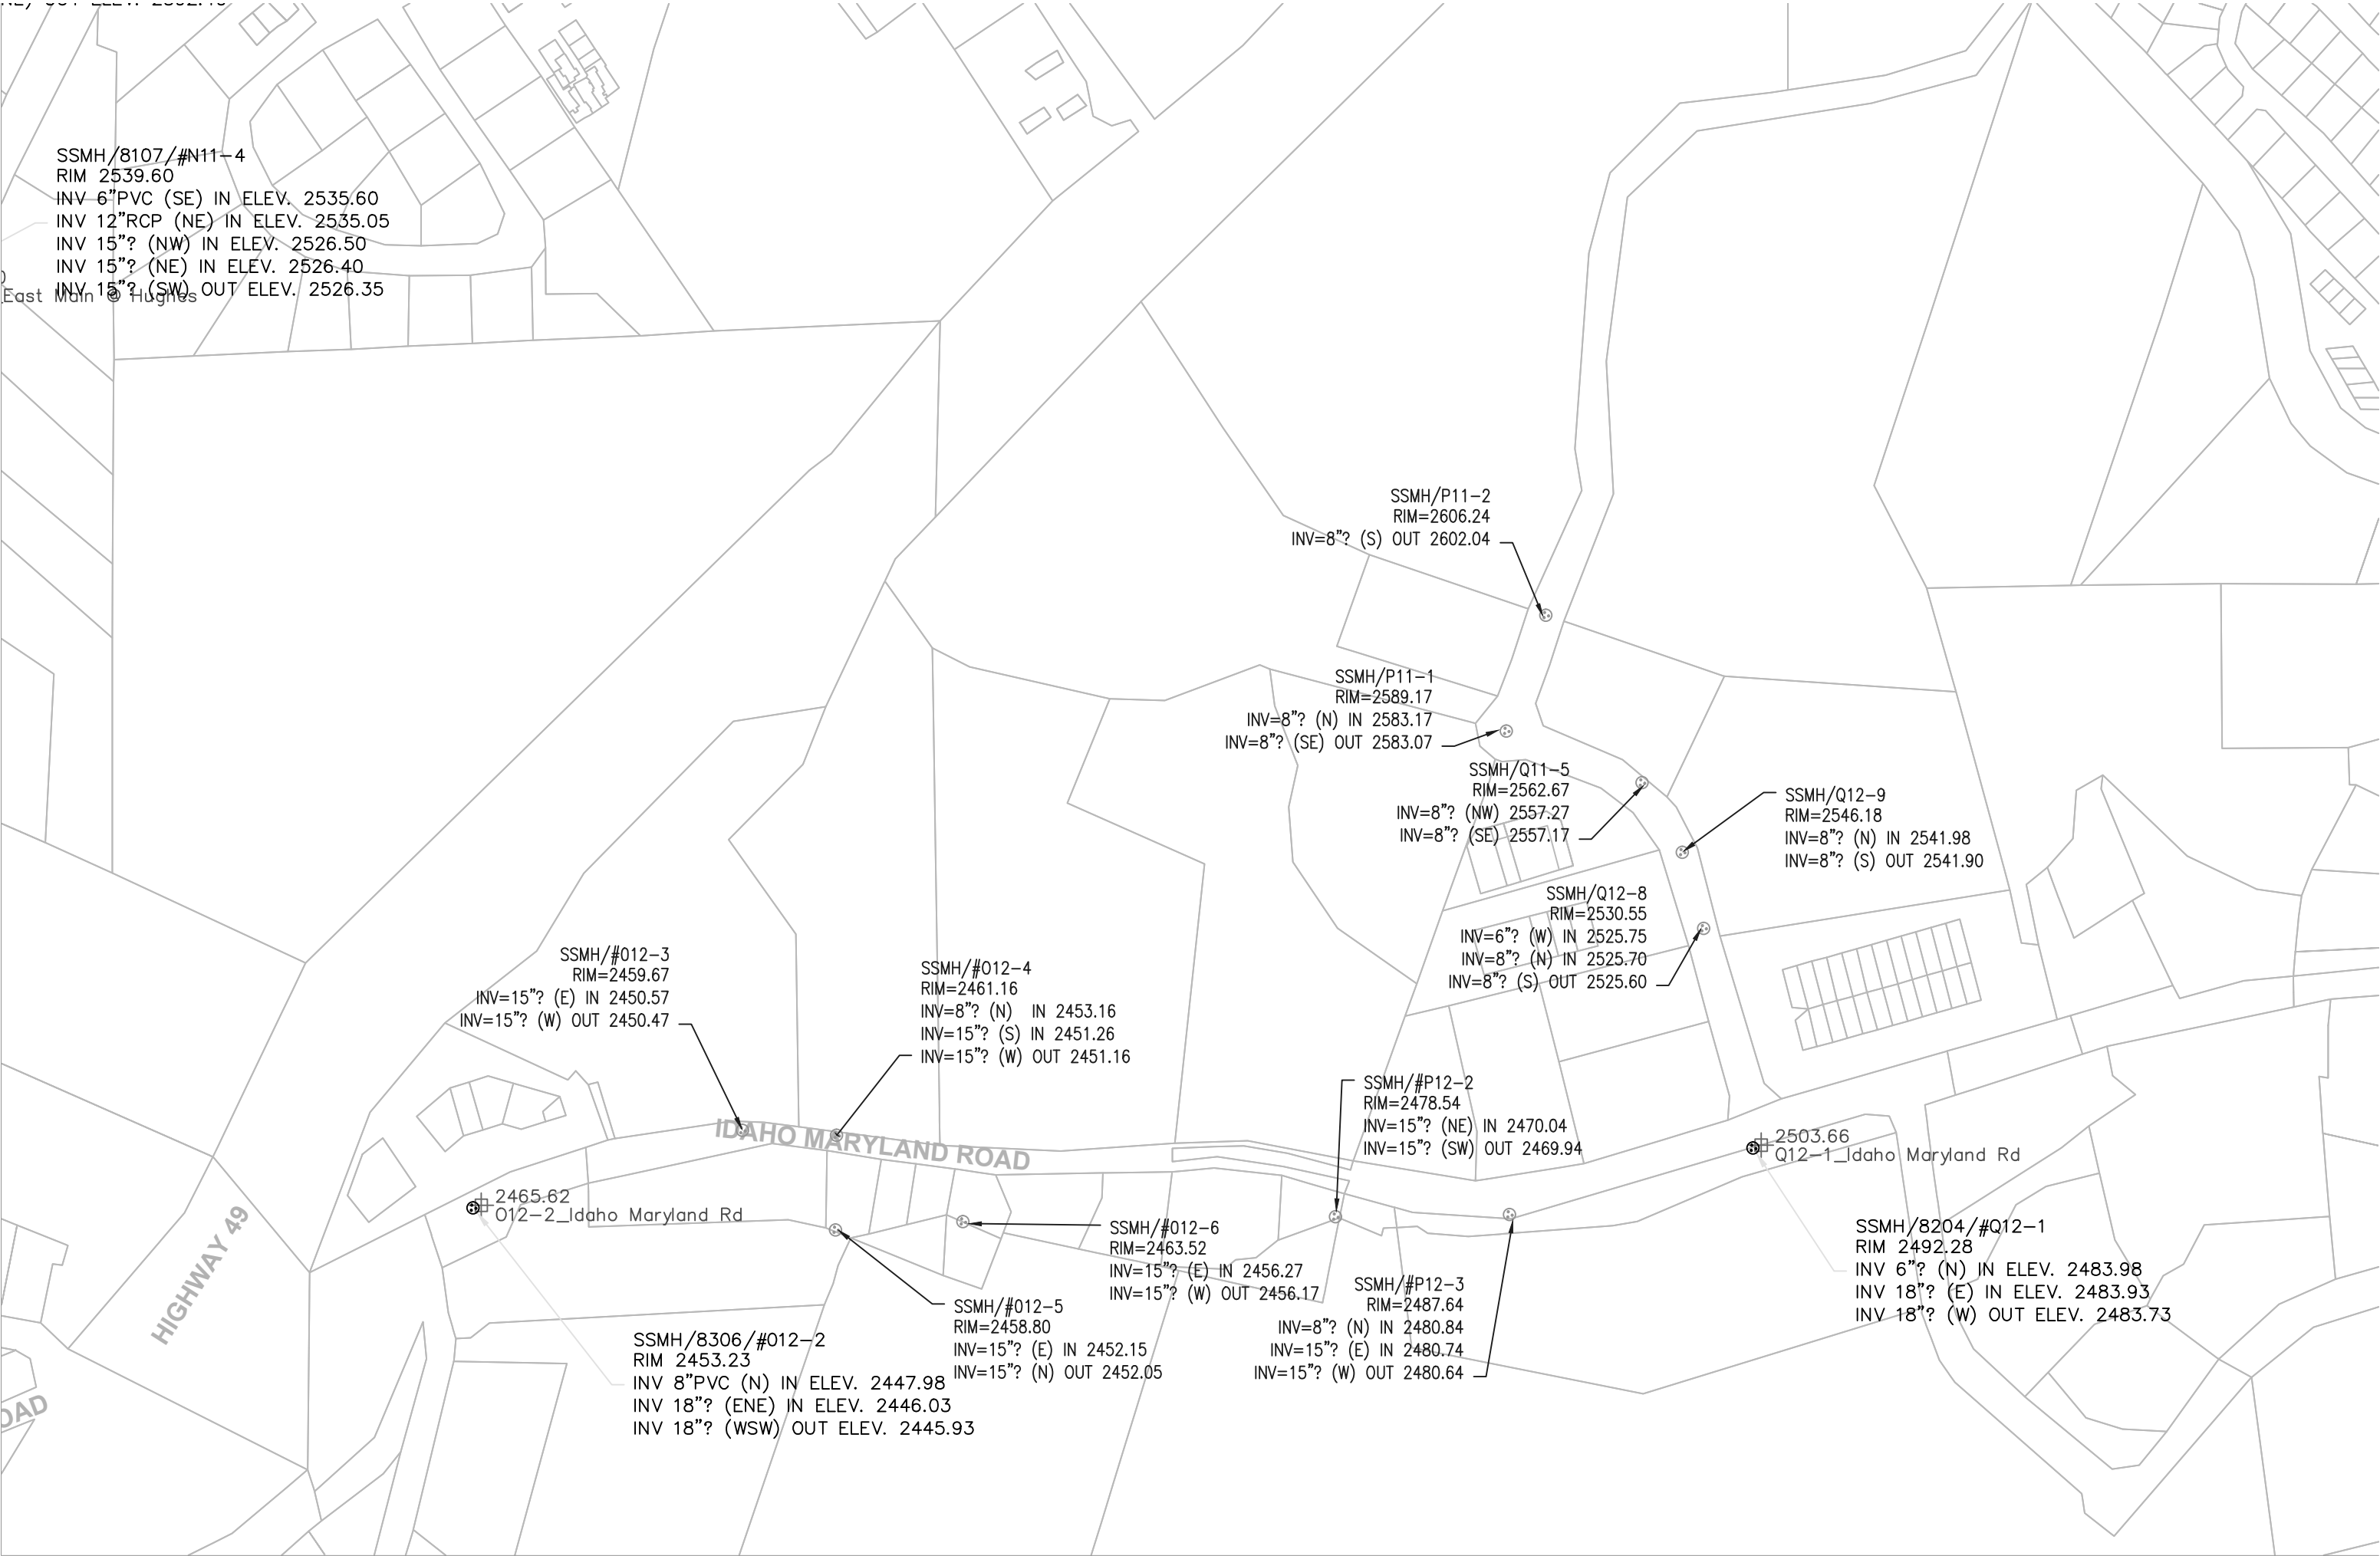 SSMH/8107/#N11-4
RIM 2539.60
INV 6"PVC (SE) IN ELEV. 2535.60
INV 12"RCP (NE) IN ELEV. 2535.05
INV 15"? (NW) IN ELEV. 2526.50
INV 15"? (NE) IN ELEV. 2526.40
INV 15"? (SW) OUT ELEV. 2526.35
East Main @ Hughes
SSMH/P11-2
RIM=2606.24
INV=8"? (S) OUT 2602.04
SSMH/P11-1
RIM=2589.17
INV=8"? (N) IN 2583.17
INV=8"? (SE) OUT 2583.07
SSMH/Q11-5
RIM=2562.67
INV=8"? (NW) 2557.27
INV=8"? (SE) 2557.17
SSMH/Q12-9
RIM=2546.18
INV=8"? (N) IN 2541.98
INV=8"? (S) OUT 2541.90
SSMH/Q12-8
RIM=2530.55
INV=6"? (W) IN 2525.75
INV=8"? (N) IN 2525.70
INV=8"? (S) OUT 2525.60
SSMH/#012-3
RIM=2459.67
INV=15"? (E) IN 2450.57
INV=15"? (W) OUT 2450.47
SSMH/#012-4
RIM=2461.16
INV=8"? (N) IN 2453.16
INV=15"? (S) IN 2451.26
INV=15"? (W) OUT 2451.16
SSMH/#P12-2
RIM=2478.54
INV=15"? (NE) IN 2470.04
INV=15"? (SW) OUT 2469.94
IDAHO MARYLAND ROAD
2503.66
Q12-1_Idaho Maryland Rd
2465.62
O12-2_Idaho Maryland Rd
HIGHWAY 49
SSMH/#012-6
RIM=2463.52
INV=15"? (E) IN 2456.27
INV=15"? (W) OUT 2456.17
SSMH/8204/#Q12-1
RIM 2492.28
INV 6"? (N) IN ELEV. 2483.98
INV 18"? (E) IN ELEV. 2483.93
INV 18"? (W) OUT ELEV. 2483.73
SSMH/#P12-3
RIM=2487.64
INV=8"? (N) IN 2480.84
INV=15"? (E) IN 2480.74
INV=15"? (W) OUT 2480.64
SSMH/#012-5
RIM=2458.80
INV=15"? (E) IN 2452.15
INV=15"? (N) OUT 2452.05
SSMH/8306/#012-2
RIM 2453.23
INV 8"PVC (N) IN ELEV. 2447.98
INV 18"? (ENE) IN ELEV. 2446.03
INV 18"? (WSW) OUT ELEV. 2445.93
OAD